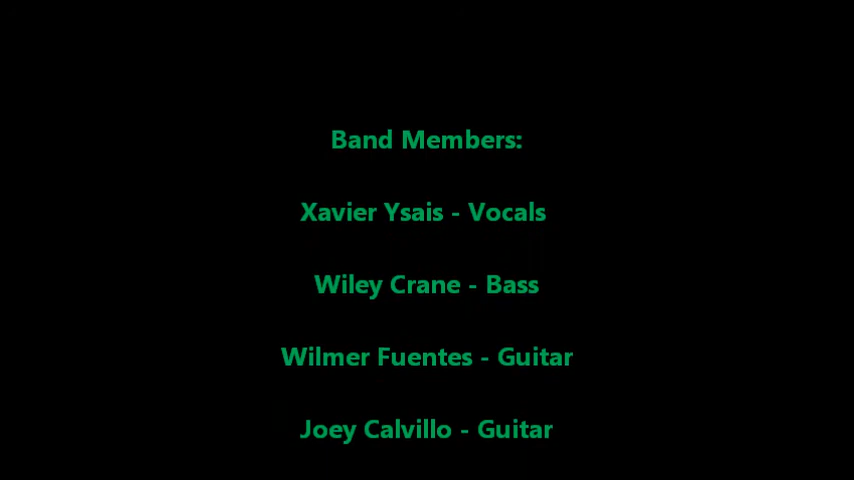 Band Members:
Xavier Ysais - Vocals
Wiley Crane - Bass
Wilmer Fuentes - Guitar
Joey Calvillo - Guitar